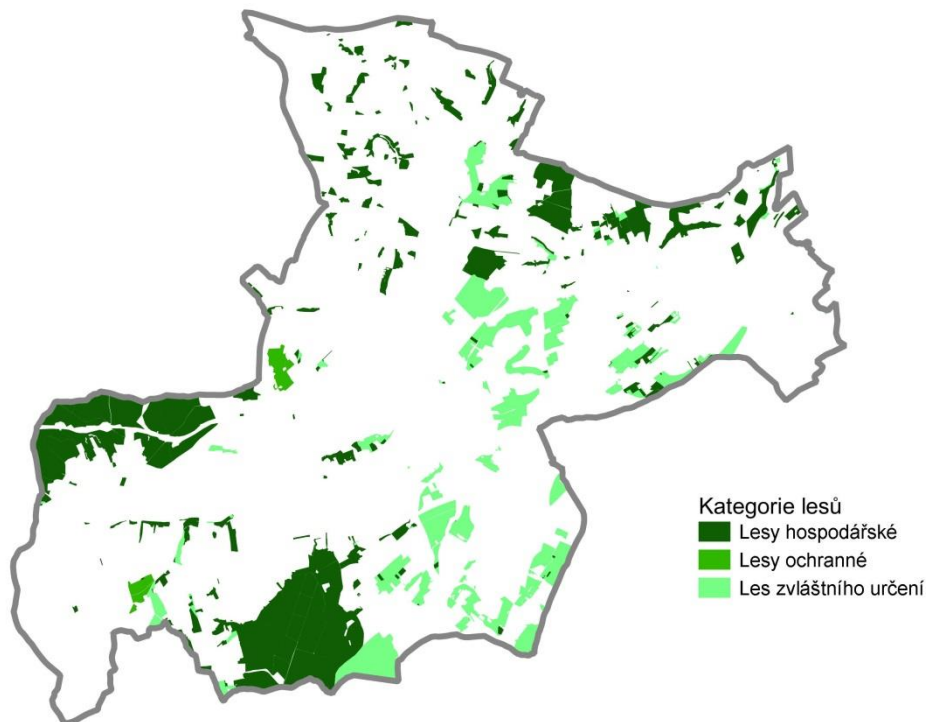 Kategorie lesů
Lesy hospodářské
Lesy ochranné
Les zvláštního určení